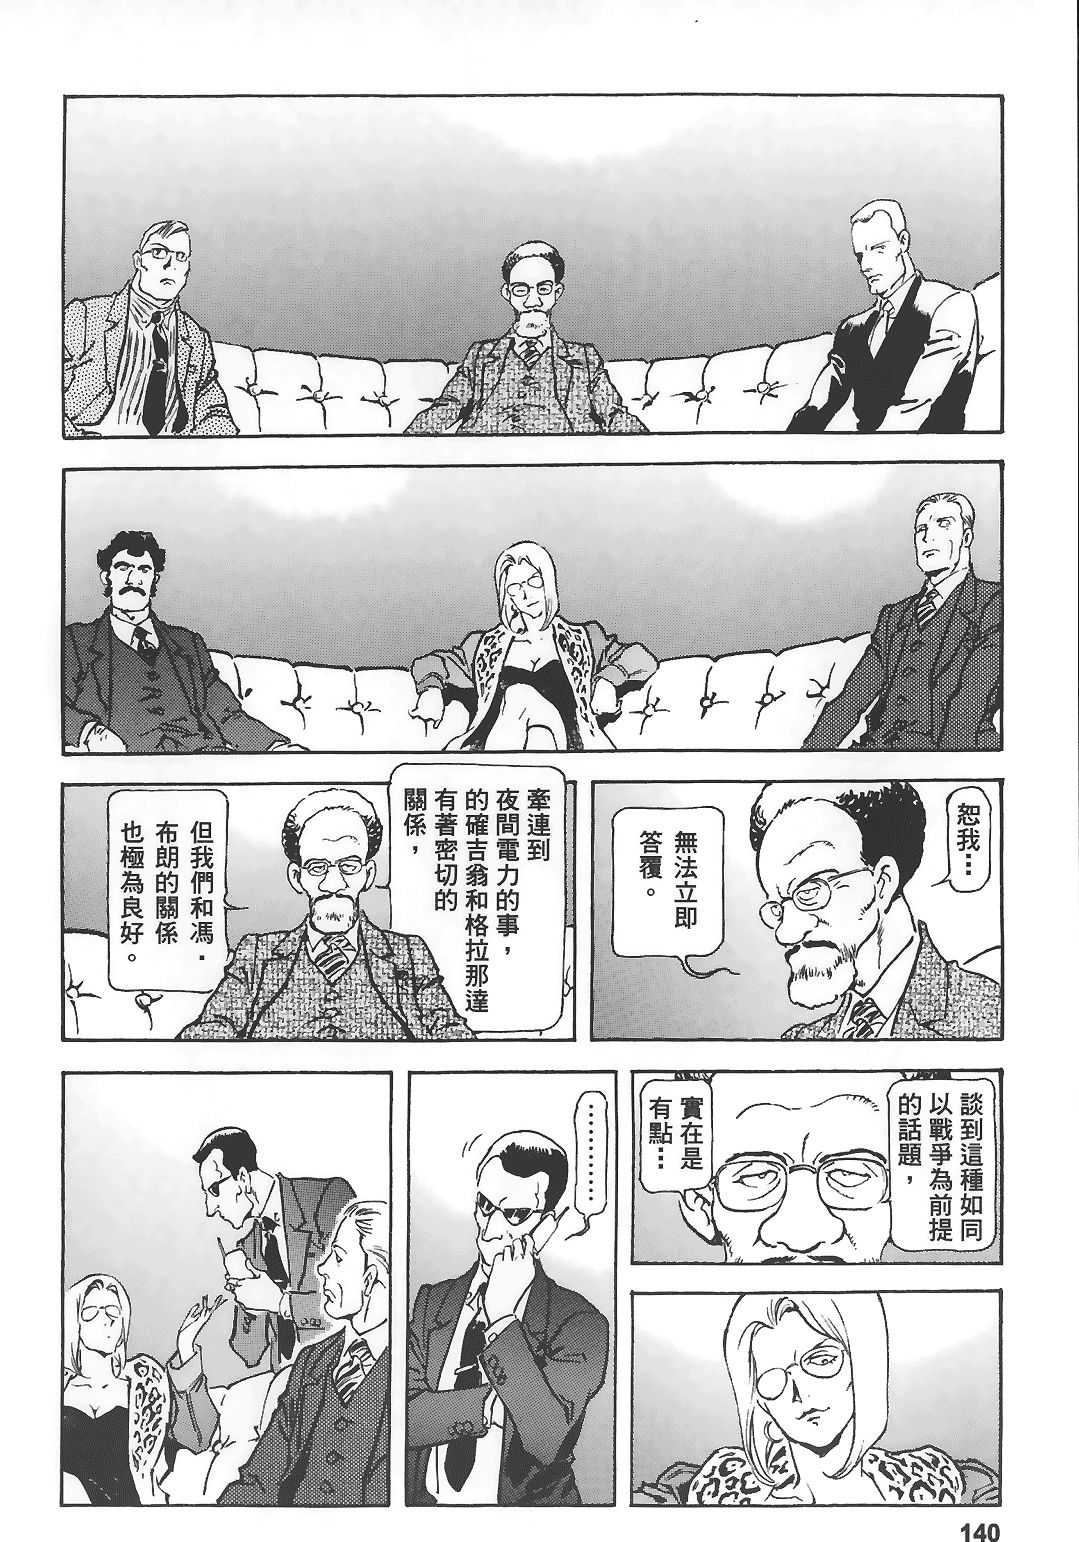 恕我…
無法立即
答覆。
牽連到
夜間電力的事，
的確吉翁和格拉那達
有著密切的
關係，
但我們和馮．
布朗的關係
也極為良好。
談到這種如同
以戰爭為前提
的話題，
實在是
有點…
………
140